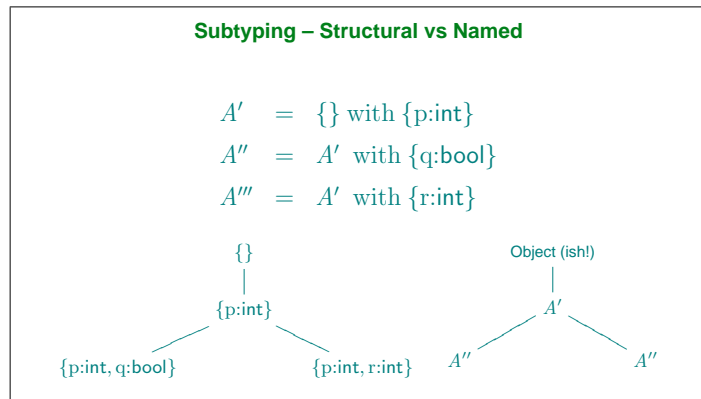 Subtyping – Structural vs Named
A′ = {} with {p:int}
A′′ = A′ with {q:bool}
A′′′ = A′ with {r:int}
{} Object (ish!)
{p:int} A′
{p:int, q:bool} {p:int, r:int} A′′ A′′